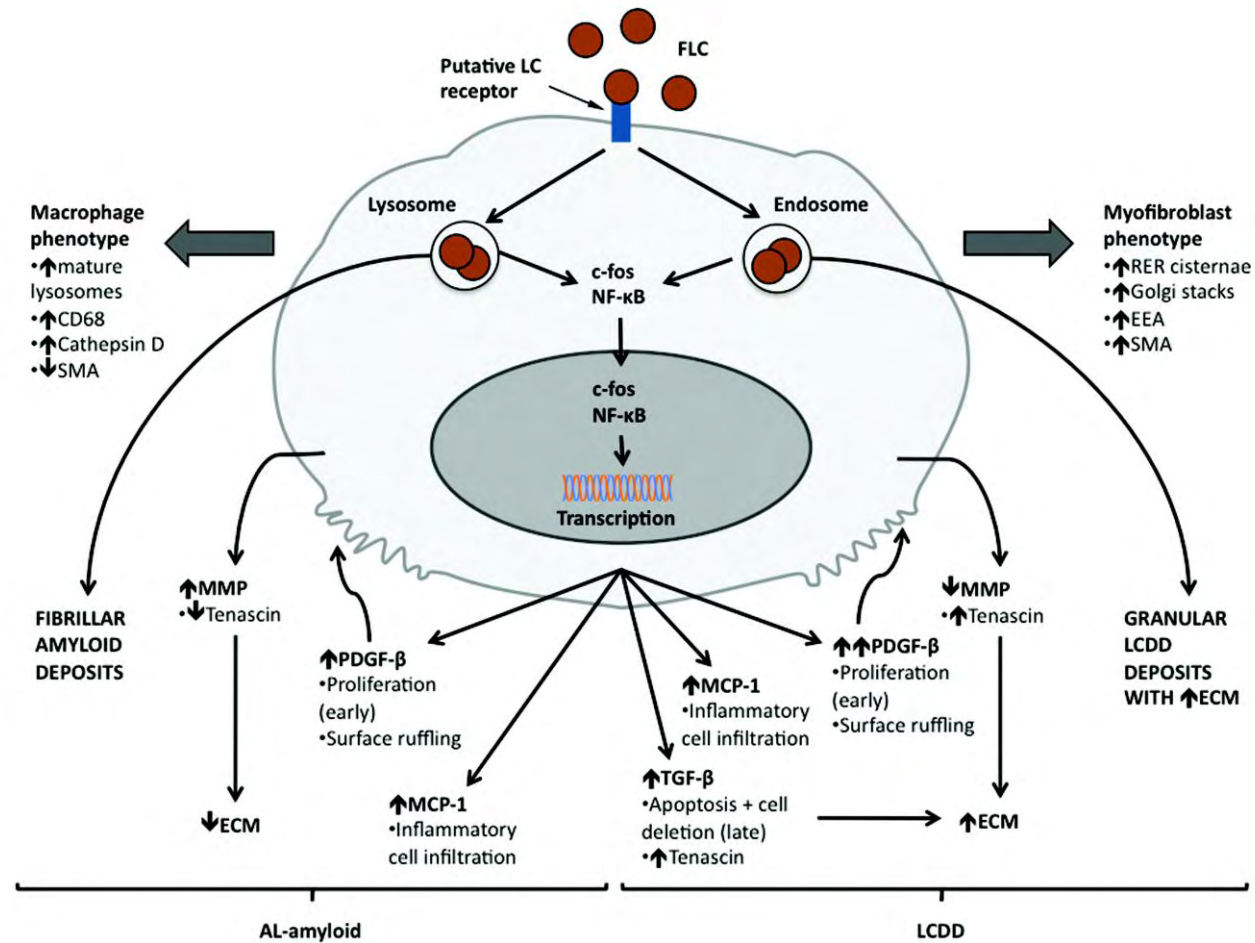 FLC
Putative LC
receptor
Lysosome
Endosome
Macrophage
phenotype
•↑mature
lysosomes
•↑CD68
•↑Cathepsin D
•↓SMA
Myofibroblast
phenotype
•↑RER cisternae
•↑Golgi stacks
•↑EEA
•↑SMA
c-fos
NF-κB
c-fos
NF-κB
Transcription
FIBRILLAR
AMYLOID
DEPOSITS
↑MMP
•↓Tenascin
↓ECM
↑PDGF-β
•Proliferation
(early)
•Surface ruffling
↑MCP-1
•Inflammatory
cell infiltration
↑MCP-1
•Inflammatory
cell infiltration
↑TGF-β
•Apoptosis + cell
deletion (late)
•↑Tenascin
↑↑PDGF-β
•Proliferation
(early)
•Surface ruffling
↓MMP
•↑Tenascin
↑ECM
GRANULAR
LCDD
DEPOSITS
WITH ↑ECM
AL-amyloid
LCDD